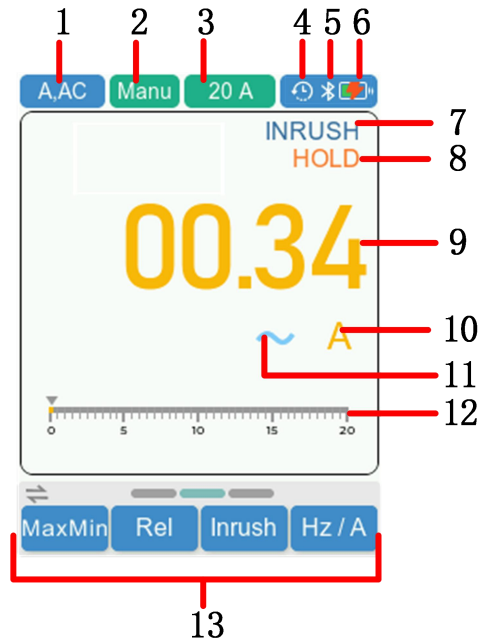 1 2 3 4 5 6
A,AC Manu 20 A
INRUSH 7
HOLD 8
00.34 9
A 10
11
0 5 10 15 20 12
MaxMin Rel Inrush Hz / A
13